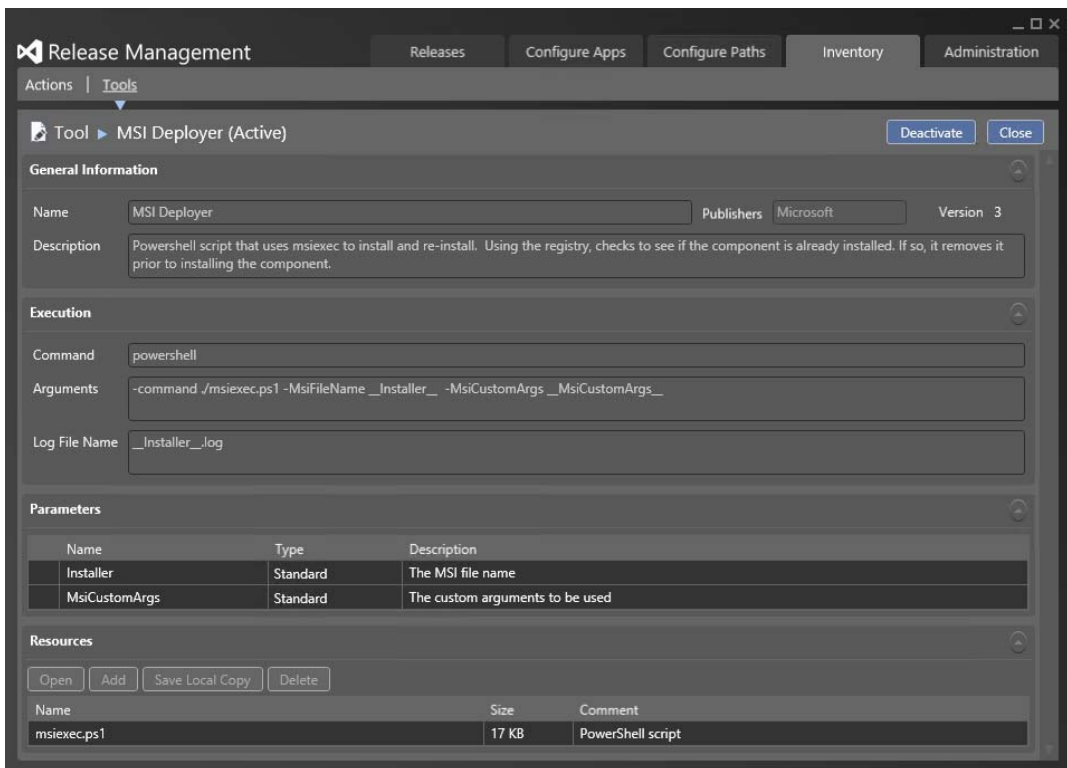 Release Management
Releases
Configure Apps
Configure Paths
Inventory
Administration
Actions | Tools
Tool ▸ MSI Deployer (Active)
Deactivate
Close
General Information
Name
MSI Deployer
Publishers
Microsoft
Version 3
Description
Powershell script that uses msiexec to install and re-install. Using the registry, checks to see if the component is already installed. If so, it removes it
prior to installing the component.
Execution
Command
powershell
Arguments
-command ./msiexec.ps1 -MsiFileName __Installer__ -MsiCustomArgs __MsiCustomArgs__
Log File Name
__Installer__.log
Parameters
Name Type Description
Installer Standard The MSI file name
MsiCustomArgs Standard The custom arguments to be used
Resources
Open
Add
Save Local Copy
Delete
Name Size Comment
msiexec.ps1 17 KB PowerShell script